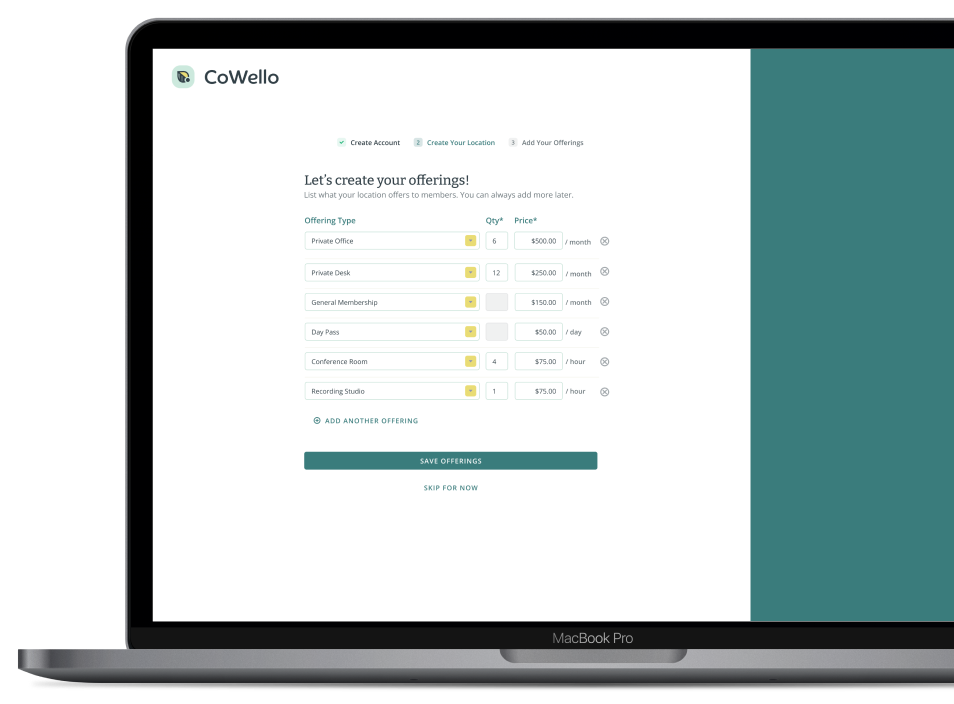 CoWello
Create Account 2 Create Your Location 3 Add Your Offerings
Let's create your offerings!
List what your location offers to members. You can always add more later.
Offering Type Qty* Price*
Private Office 6 $500.00 / month
Private Desk 12 $250.00 / month
General Membership $150.00 / month
Day Pass $50.00 / day
Conference Room 4 $75.00 / hour
Recording Studio 1 $75.00 / hour
ADD ANOTHER OFFERING
SAVE OFFERINGS
SKIP FOR NOW
MacBook Pro